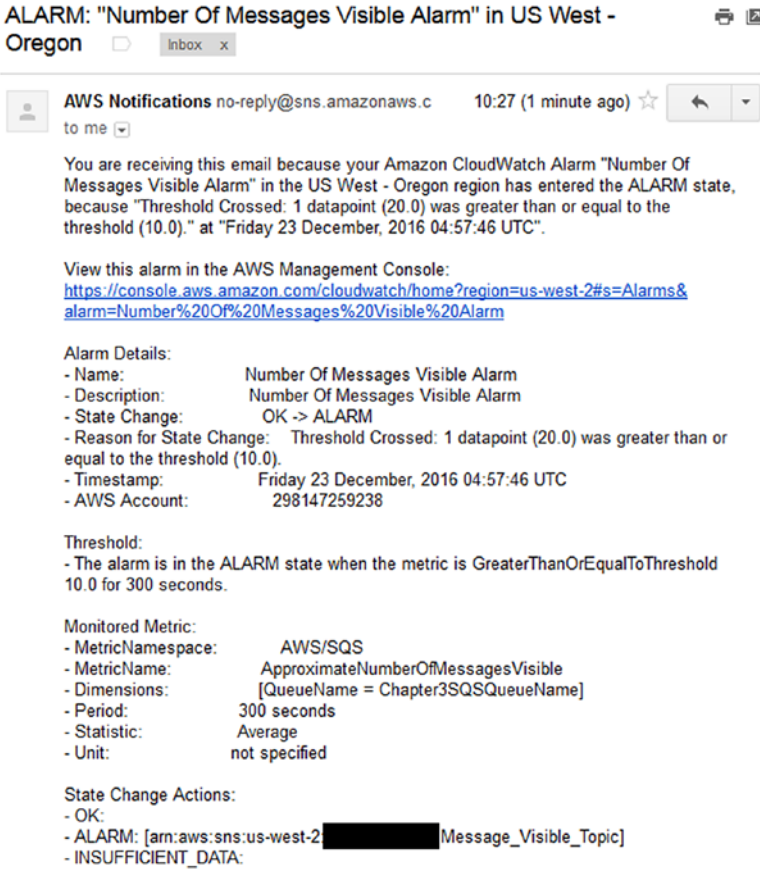 ALARM: "Number Of Messages Visible Alarm" in US West -
Oregon Inbox x
AWS Notifications no-reply@sns.amazonaws.c 10:27 (1 minute ago)
to me
You are receiving this email because your Amazon CloudWatch Alarm "Number Of
Messages Visible Alarm" in the US West - Oregon region has entered the ALARM state,
because "Threshold Crossed: 1 datapoint (20.0) was greater than or equal to the
threshold (10.0)." at "Friday 23 December, 2016 04:57:46 UTC".
View this alarm in the AWS Management Console:
https://console.aws.amazon.com/cloudwatch/home?region=us-west-2#s=Alarms&
alarm=Number%20Of%20Messages%20Visible%20Alarm
Alarm Details:
- Name: Number Of Messages Visible Alarm
- Description: Number Of Messages Visible Alarm
- State Change: OK -> ALARM
- Reason for State Change: Threshold Crossed: 1 datapoint (20.0) was greater than or
equal to the threshold (10.0).
- Timestamp: Friday 23 December, 2016 04:57:46 UTC
- AWS Account: 298147259238
Threshold:
- The alarm is in the ALARM state when the metric is GreaterThanOrEqualToThreshold
10.0 for 300 seconds.
Monitored Metric:
- MetricNamespace: AWS/SQS
- MetricName: ApproximateNumberOfMessagesVisible
- Dimensions: [QueueName = Chapter3SQSQueueName]
- Period: 300 seconds
- Statistic: Average
- Unit: not specified
State Change Actions:
- OK:
- ALARM: [arn:aws:sns:us-west-2: Message_Visible_Topic]
- INSUFFICIENT_DATA: